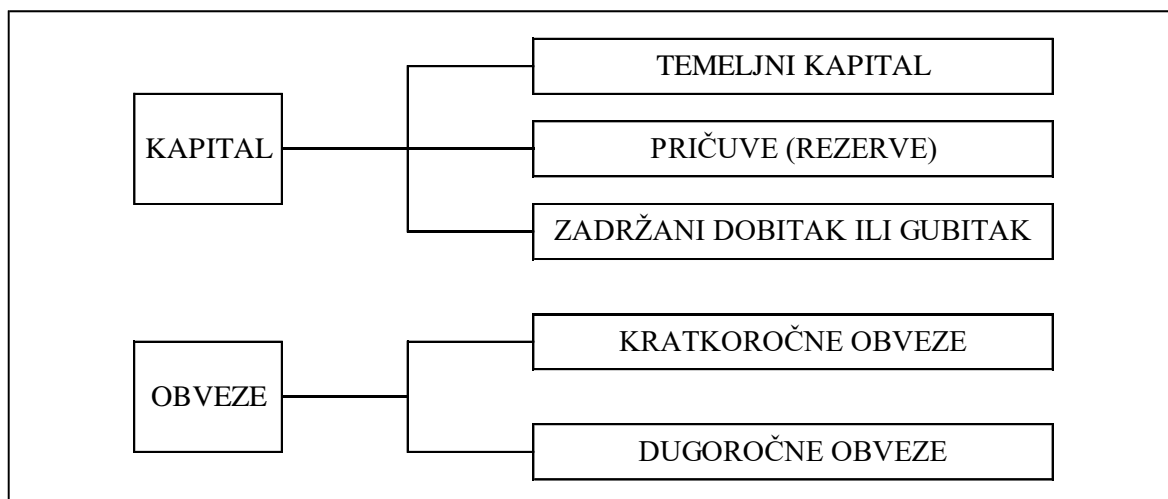 KAPITAL
TEMELJNI KAPITAL
PRIČUVE (REZERVE)
ZADRŽANI DOBITAK ILI GUBITAK
OBVEZE
KRATKOROČNE OBVEZE
DUGOROČNE OBVEZE